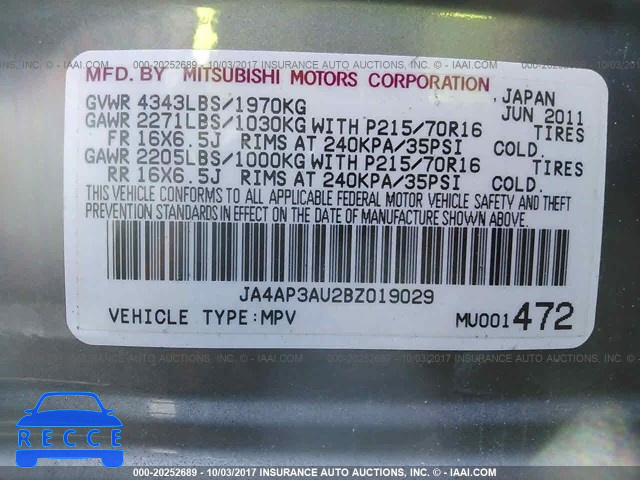 000-20252689 - 10/03/2017 INSURANCE AUTO AUCTIONS - © IAAI.COM
MFD. BY MITSUBISHI MOTORS CORPORATION
JAPAN
GVWR 4343LBS/1970KG
JUN 2011
GAWR 2271LBS/1030KG WITH P215/70R16 TIRES
FR 16X6.5J RIMS AT 240KPA/35PSI COLD.
GAWR 2205LBS/1000KG WITH P215/70R16 TIRES
RR 16X6.5J RIMS AT 240KPA/35PSI COLD.
THIS VEHICLE CONFORMS TO ALL APPLICABLE FEDERAL MOTOR VEHICLE SAFETY AND THEFT
PREVENTION STANDARDS IN EFFECT ON THE DATE OF MANUFACTURE SHOWN ABOVE.
JA4AP3AU2BZ019029
VEHICLE TYPE:MPV
MU001472
RECCE
000-20252689 - 10/03/2017 INSURANCE AUTO AUCTIONS - © IAAI.COM